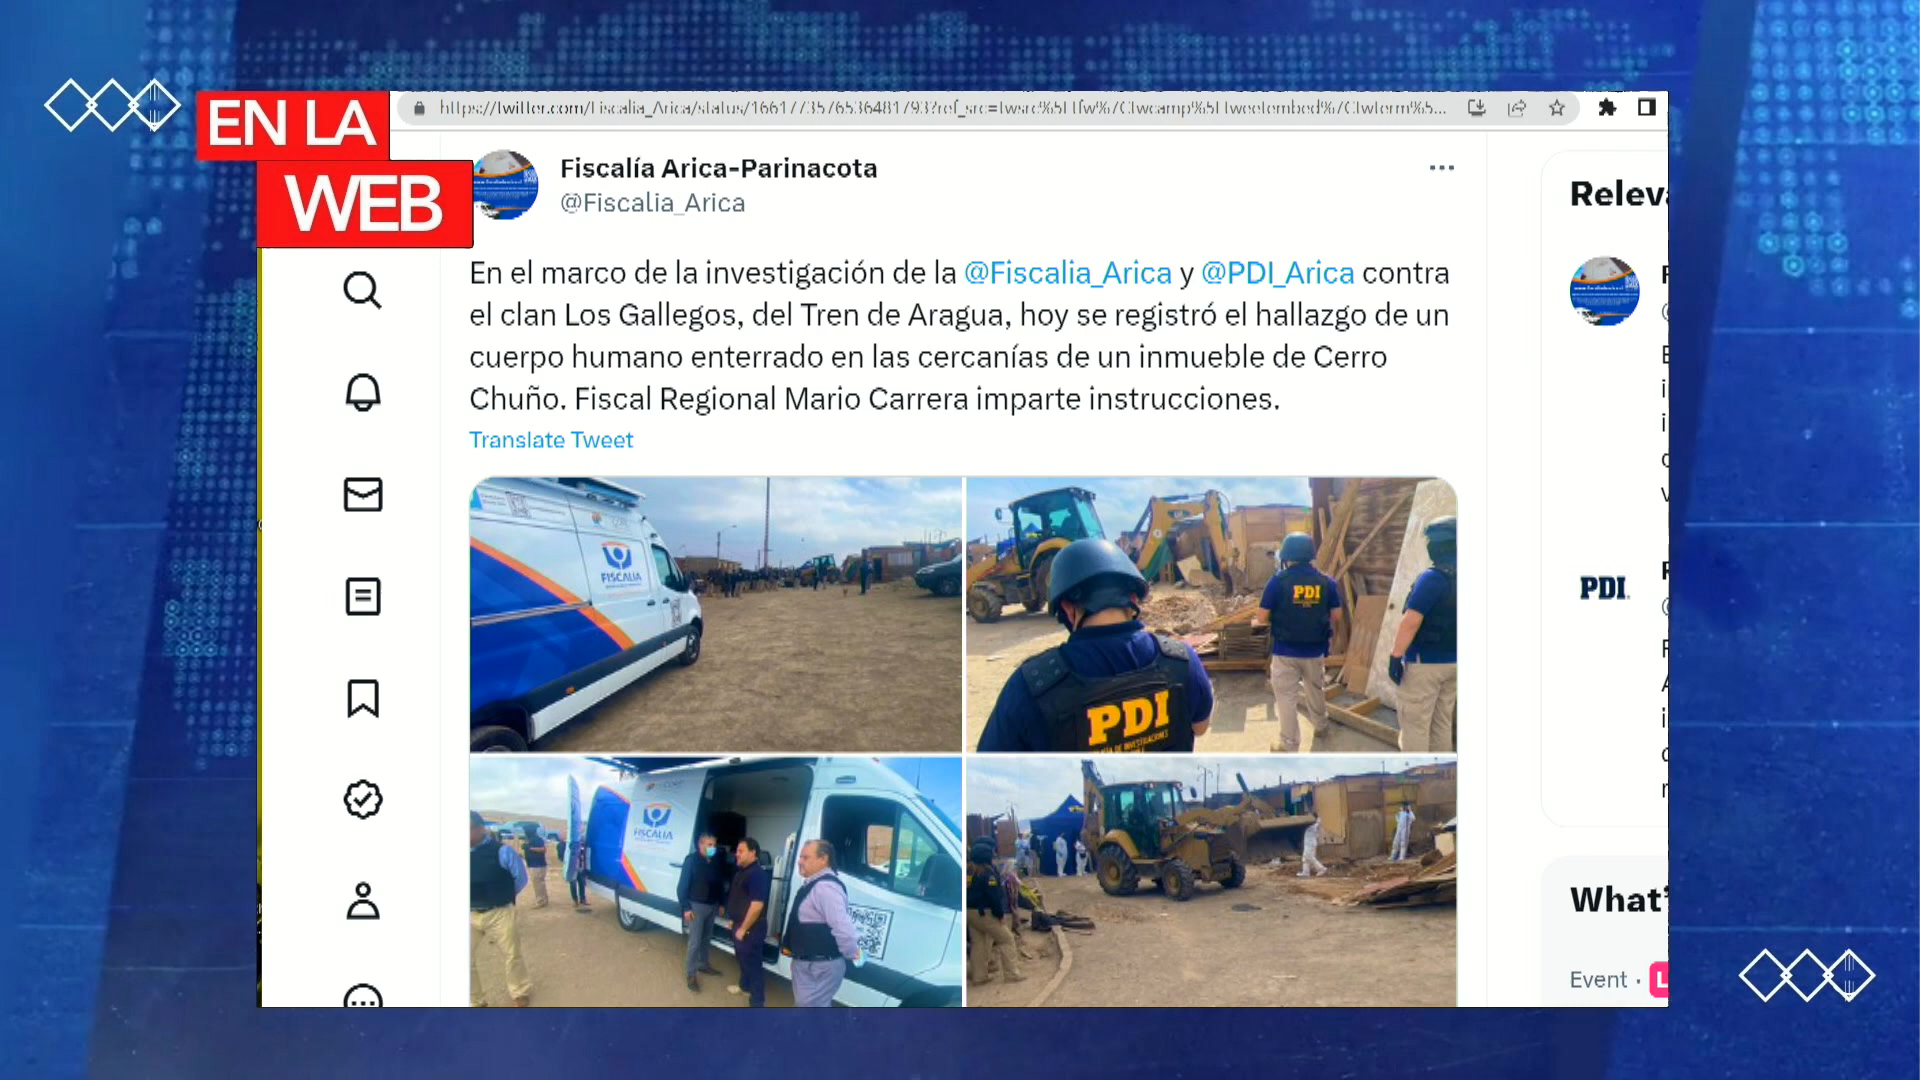 EN LA
WEB
Fiscalía Arica-Parinacota
@Fiscalia_Arica
En el marco de la investigación de la @Fiscalia_Arica y @PDI_Arica contra
el clan Los Gallegos, del Tren de Aragua, hoy se registró el hallazgo de un
cuerpo humano enterrado en las cercanías de un inmueble de Cerro
Chuño. Fiscal Regional Mario Carrera imparte instrucciones.
Translate Tweet
FISCALIA
PDI
PDI
FISCALIA
Releva
PDI
What'
Event ·